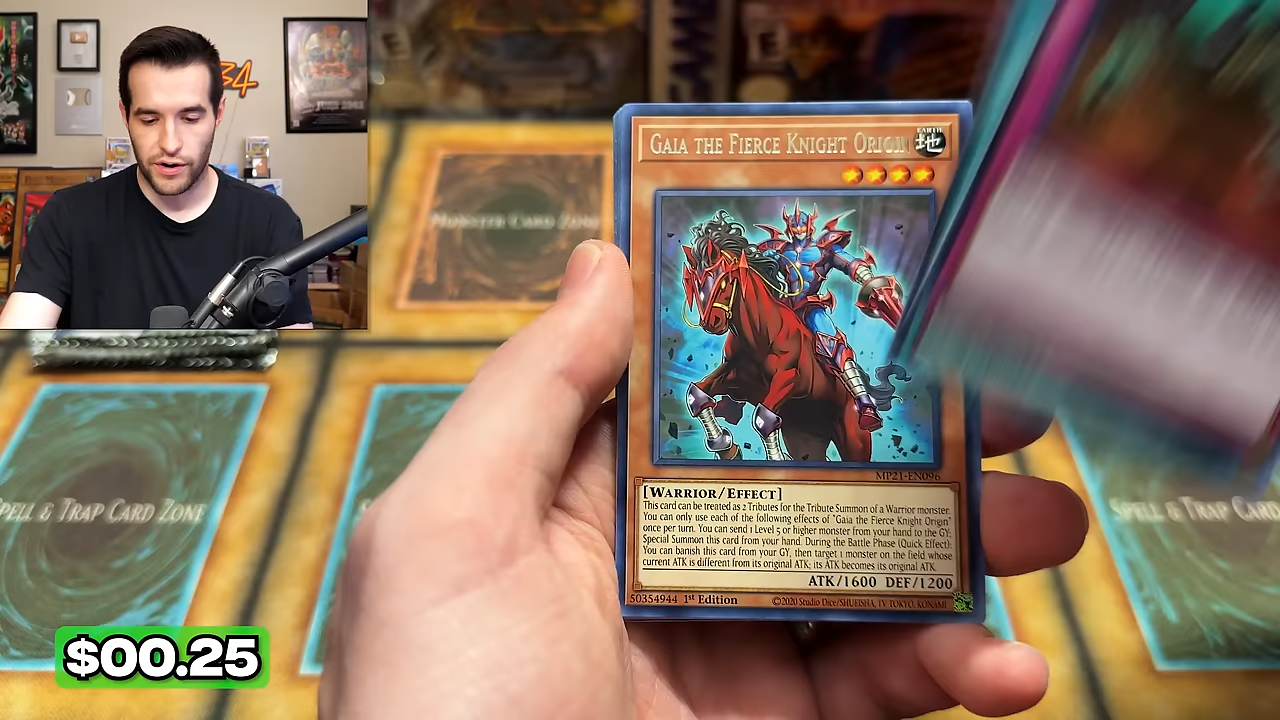 34
MONSTER CARD ZONE
GAIA THE FIERCE KNIGHT ORIGIN
EARTH
地
MP21-EN096
[WARRIOR/EFFECT]
This card can be treated as 2 Tributes for the Tribute Summon of a Warrior monster.
You can only use each of the following effects of "Gaia the Fierce Knight Origin"
once per turn. You can send 1 Level 5 or higher monster from your hand to the GY;
Special Summon this card from your hand. During the Battle Phase (Quick Effect):
You can banish this card from your GY, then target 1 monster on the field whose
current ATK is different from its original ATK; its ATK becomes its original ATK.
ATK/1600 DEF/1200
50354944 1st Edition
©2020 Studio Dice/SHUEISHA, TV TOKYO, KONAMI
SPELL & TRAP CARD ZONE
SPELL & TRAP CARD
$00.25